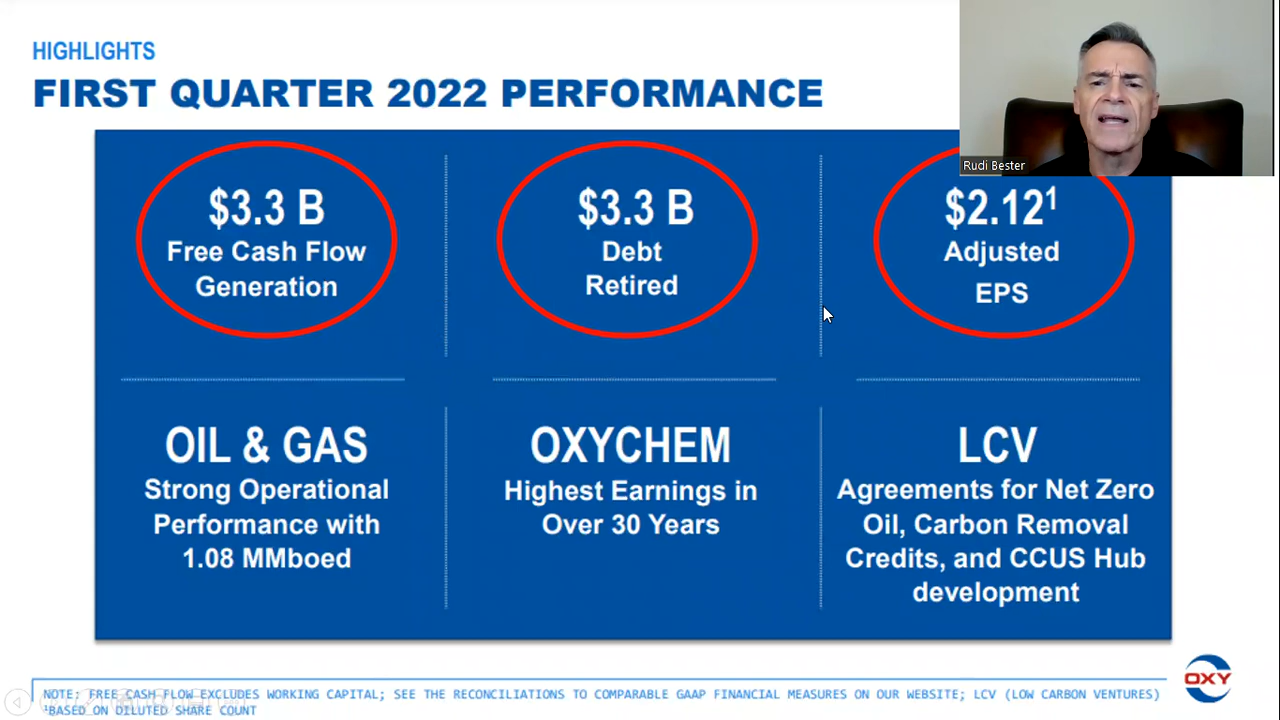 HIGHLIGHTS
FIRST QUARTER 2022 PERFORMANCE
Rudi Bester
$3.3 B
Free Cash Flow
Generation
$3.3 B
Debt
Retired
$2.12¹
Adjusted
EPS
OIL & GAS
Strong Operational
Performance with
1.08 MMboed
OXYCHEM
Highest Earnings in
Over 30 Years
LCV
Agreements for Net Zero
Oil, Carbon Removal
Credits, and CCUS Hub
development
NOTE: FREE CASH FLOW EXCLUDES WORKING CAPITAL; SEE THE RECONCILIATIONS TO COMPARABLE GAAP FINANCIAL MEASURES ON OUR WEBSITE; LCV (LOW CARBON VENTURES)
¹BASED ON DILUTED SHARE COUNT
OXY